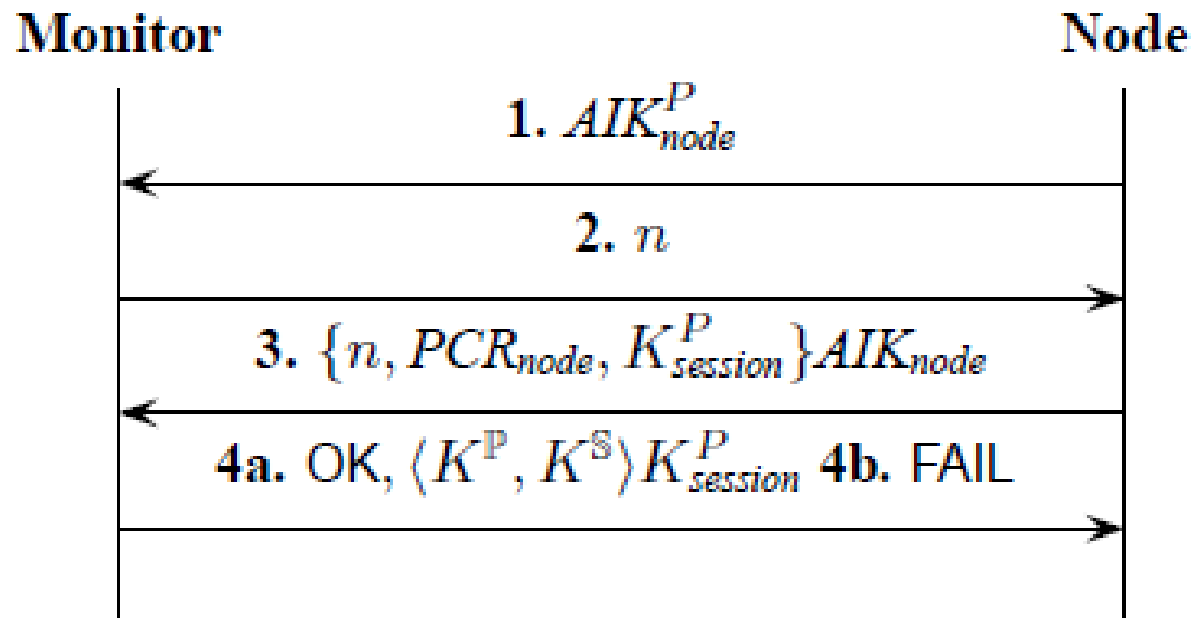 Monitor Node
1. AIK^P_node
2. n
3. {n, PCR_node, K^P_session}AIK_node
4a. OK, ⟨K^ℙ, K^𝕊⟩K^P_session 4b. FAIL